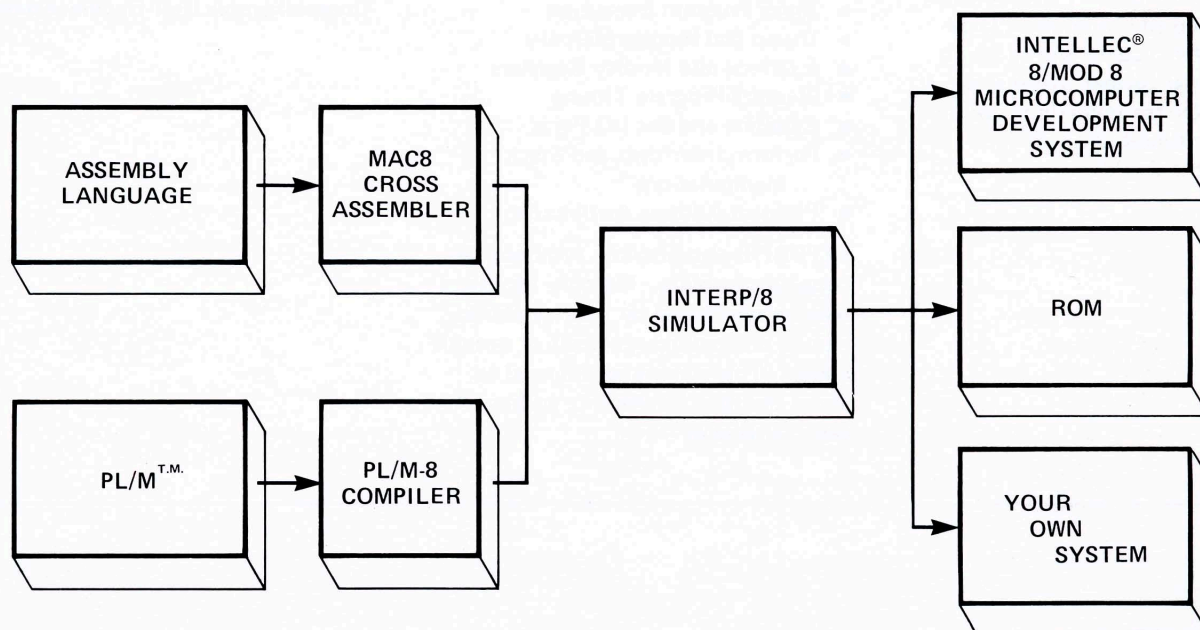 ASSEMBLY
LANGUAGE
MAC8
CROSS
ASSEMBLER
PL/M T.M.
PL/M-8
COMPILER
INTERP/8
SIMULATOR
INTELLEC®
8/MOD 8
MICROCOMPUTER
DEVELOPMENT
SYSTEM
ROM
YOUR
OWN
SYSTEM